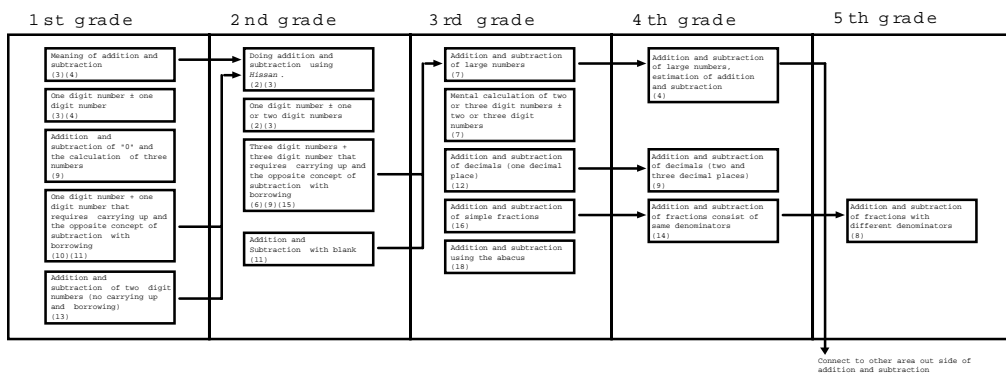 1st grade
2nd grade
3rd grade
4th grade
5th grade
Meaning of addition and
subtraction
(3)(4)
One digit number ± one
digit number
(3)(4)
Addition and
subtraction of "0" and
the calculation of three
numbers
(9)
One digit number + one
digit number that
requires carrying up and
the opposite concept of
subtraction with
borrowing
(10)(11)
Addition and
subtraction of two digit
numbers (no carrying up
and borrowing)
(13)
Doing addition and
subtraction using
Hissan.
(2)(3)
One digit number ± one
or two digit numbers
(2)(3)
Three digit numbers +
three digit number that
requires carrying up and
the opposite concept of
subtraction with
borrowing
(6)(9)(15)
Addition and
Subtraction with blank
(11)
Addition and subtraction
of large numbers
(7)
Mental calculation of two
or three digit numbers ±
two or three digit
numbers
(7)
Addition and subtraction
of decimals (one decimal
place)
(12)
Addition and subtraction
of simple fractions
(16)
Addition and subtraction
using the abacus
(18)
Addition and subtraction
of large numbers,
estimation of addition
and subtraction
(4)
Addition and subtraction
of decimals (two and
three decimal places)
(9)
Addition and subtraction
of fractions consist of
same denominators
(14)
Addition and subtraction
of fractions with
different denominators
(8)
Connect to other area out side of
addition and subtraction